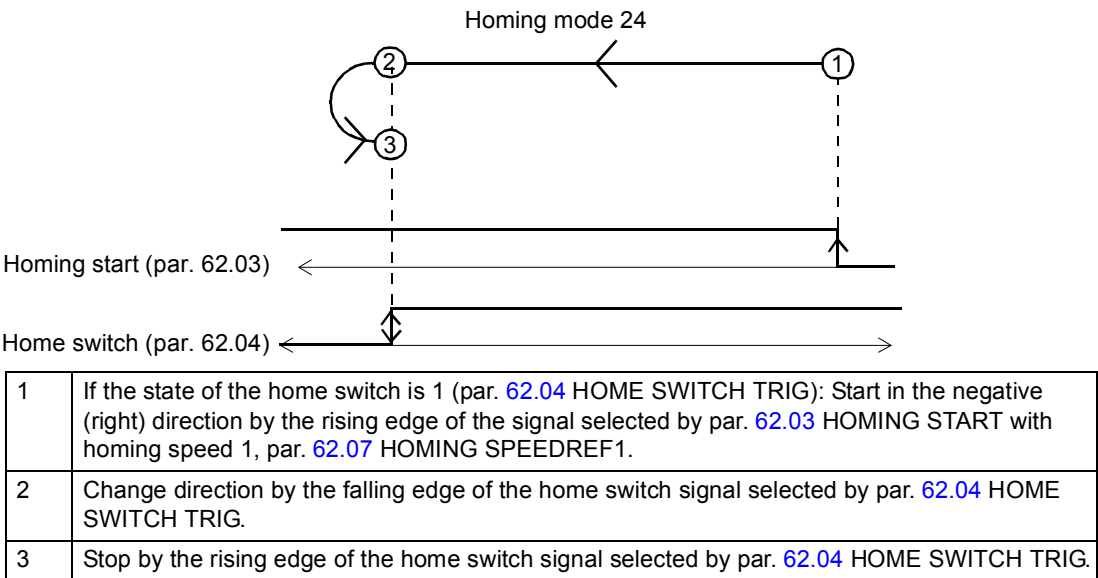 Homing mode 24
2
1
3
Homing start (par. 62.03)
Home switch (par. 62.04)
1 If the state of the home switch is 1 (par. 62.04 HOME SWITCH TRIG): Start in the negative
(right) direction by the rising edge of the signal selected by par. 62.03 HOMING START with
homing speed 1, par. 62.07 HOMING SPEEDREF1.
2 Change direction by the falling edge of the home switch signal selected by par. 62.04 HOME
SWITCH TRIG.
3 Stop by the rising edge of the home switch signal selected by par. 62.04 HOME SWITCH TRIG.